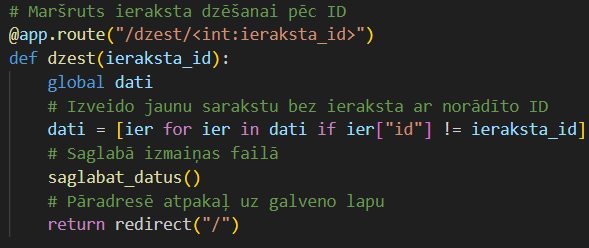 # Maršruts ieraksta dzēšanai pēc ID
@app.route("/dzest/<int:ieraksta_id>")
def dzest(ieraksta_id):
    global dati
    # Izveido jaunu sarakstu bez ieraksta ar norādīto ID
    dati = [ier for ier in dati if ier["id"] != ieraksta_id]
    # Saglabā izmaiņas failā
    saglabat_datus()
    # Pāradresē atpakaļ uz galveno lapu
    return redirect("/")